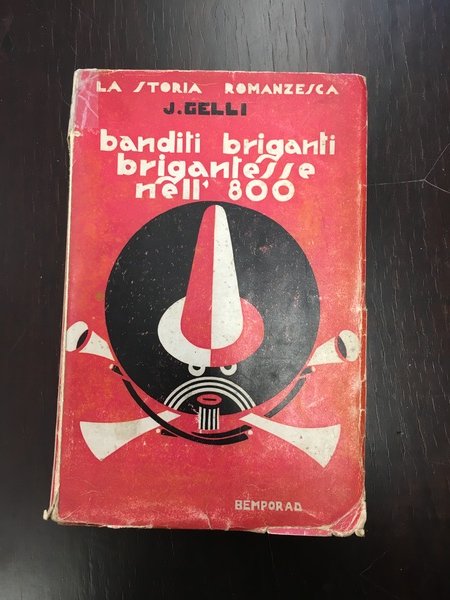 LA STORIA ROMANZESCA
J. GELLI
banditi briganti
brigantesse
nell' 800
BEMPORAD